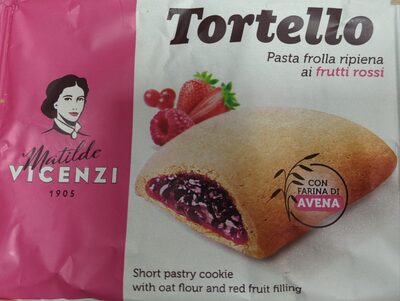 Tortello
Pasta frolla ripiena
ai frutti rossi
Matilde
VICENZI
1905
CON
FARINA DI
AVENA
Short pastry cookie
with oat flour and red fruit filling